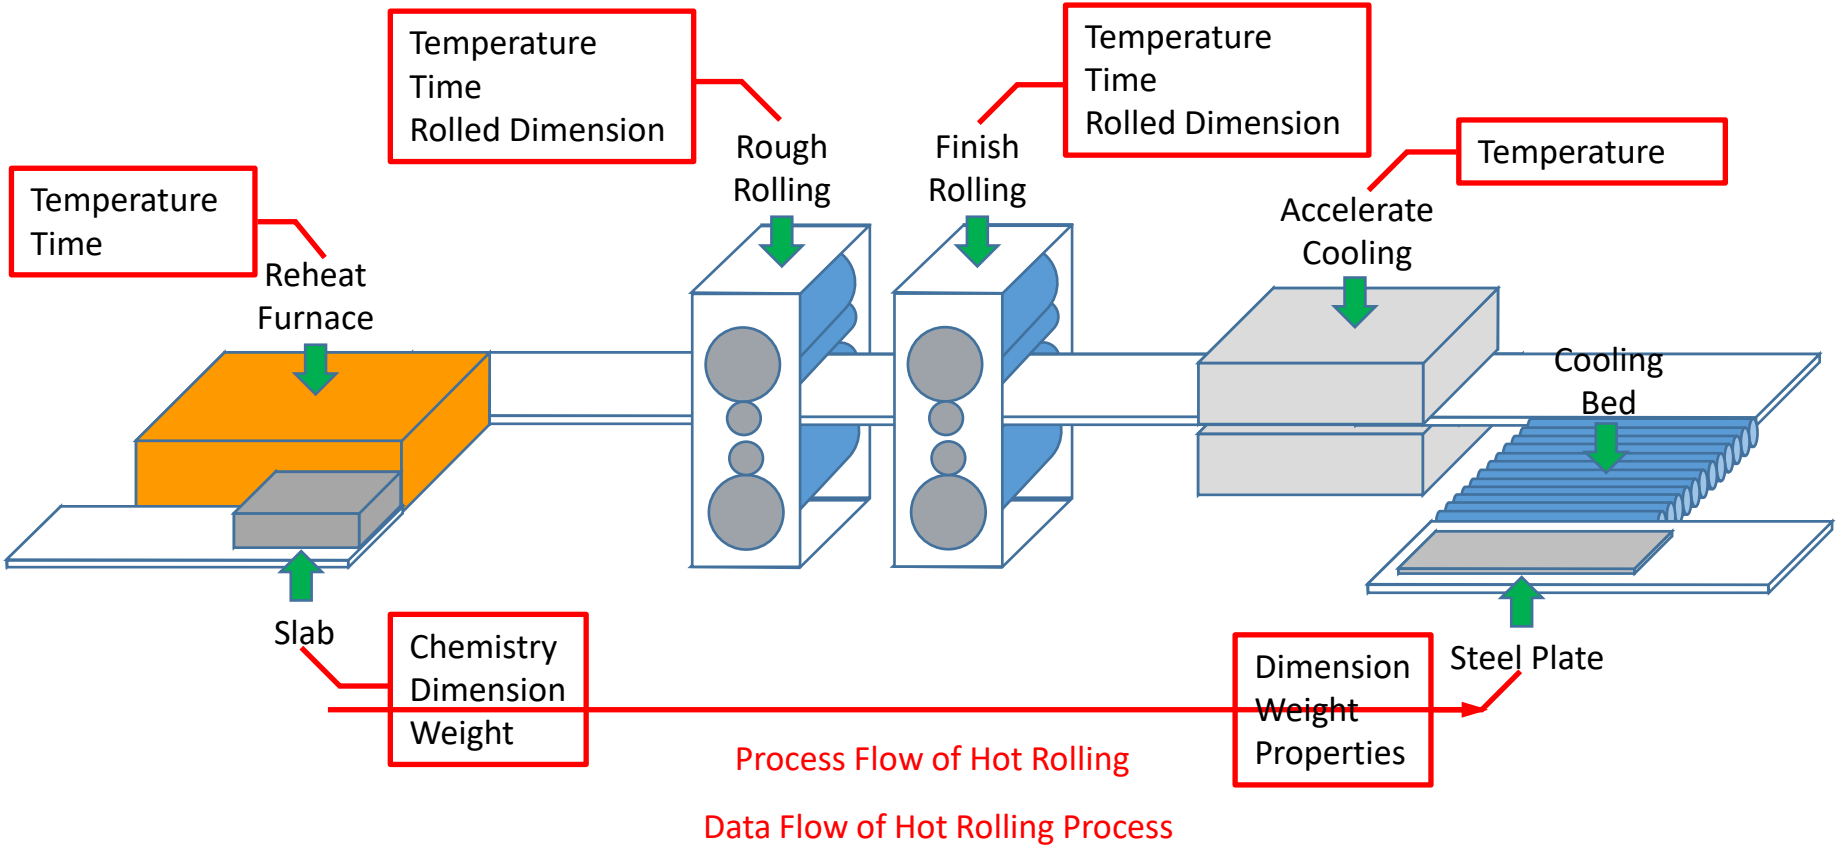 Temperature
Time
Rolled Dimension
Temperature
Time
Rolled Dimension
Temperature
Time
Rough
Rolling
Finish
Rolling
Temperature
Accelerate
Cooling
Reheat
Furnace
Cooling
Bed
Slab
Chemistry
Dimension
Weight
Dimension
Weight
Properties
Steel Plate
Process Flow of Hot Rolling
Data Flow of Hot Rolling Process